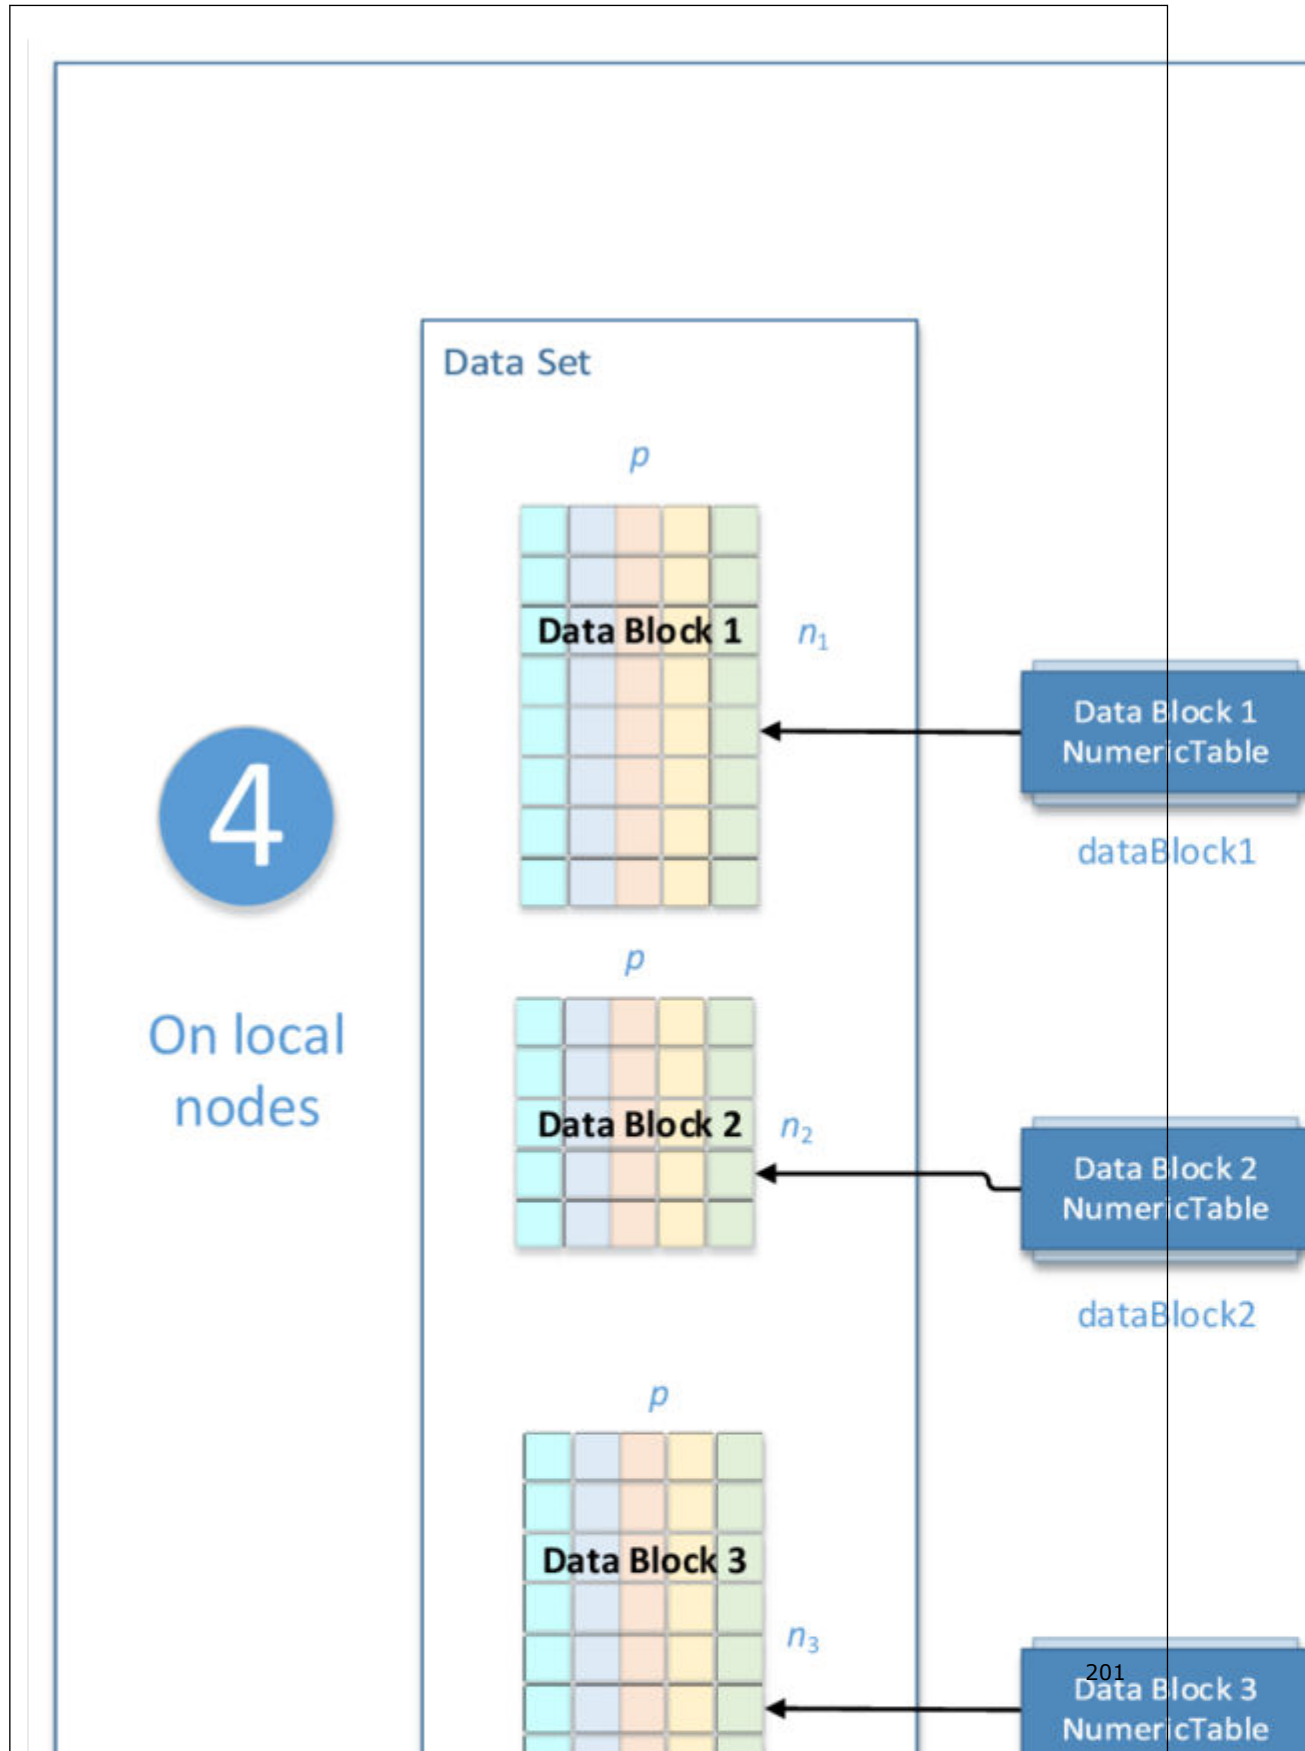 Data Set
p
Data Block 1
n1
Data Block 1
NumericTable
dataBlock1
4
On local
nodes
p
Data Block 2
n2
Data Block 2
NumericTable
dataBlock2
p
Data Block 3
n3
201
Data Block 3
NumericTable